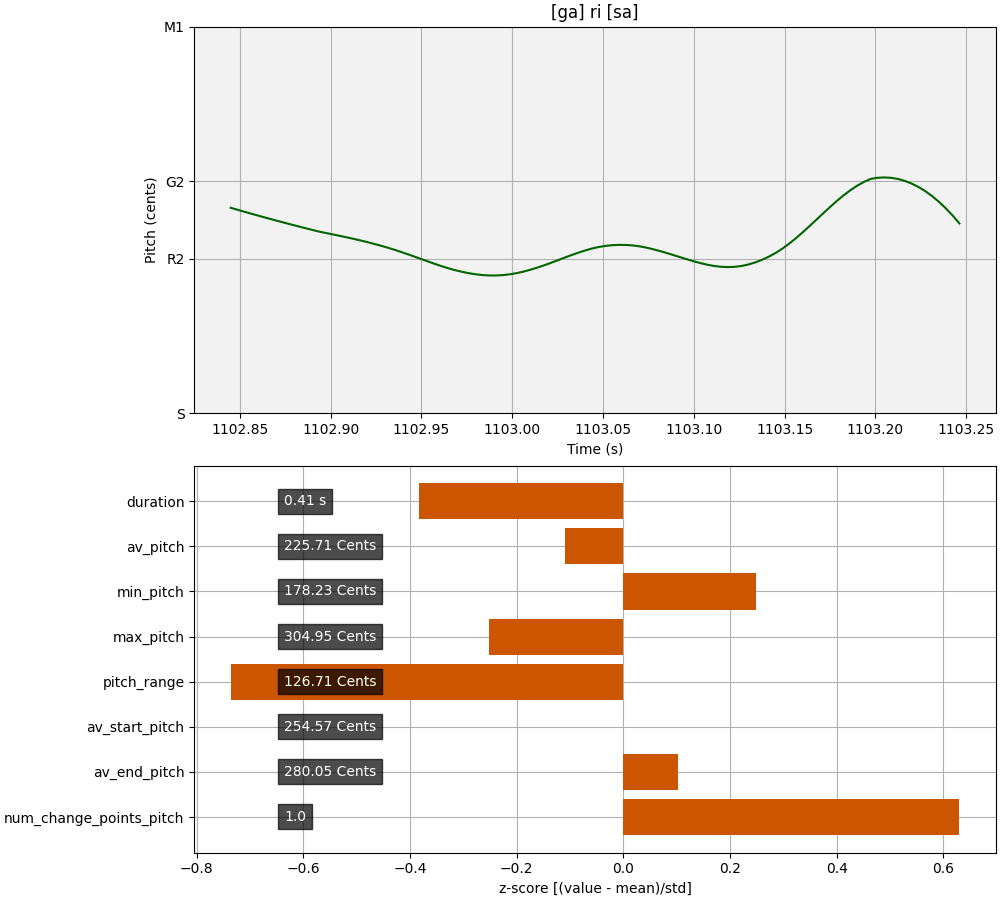 [ga] ri [sa]
M1
G2
R2
S
Pitch (cents)
1102.85 1102.90 1102.95 1103.00 1103.05 1103.10 1103.15 1103.20 1103.25
Time (s)
duration 0.41 s
av_pitch 225.71 Cents
min_pitch 178.23 Cents
max_pitch 304.95 Cents
pitch_range 126.71 Cents
av_start_pitch 254.57 Cents
av_end_pitch 280.05 Cents
num_change_points_pitch 1.0
−0.8 −0.6 −0.4 −0.2 0.0 0.2 0.4 0.6
z-score [(value - mean)/std]